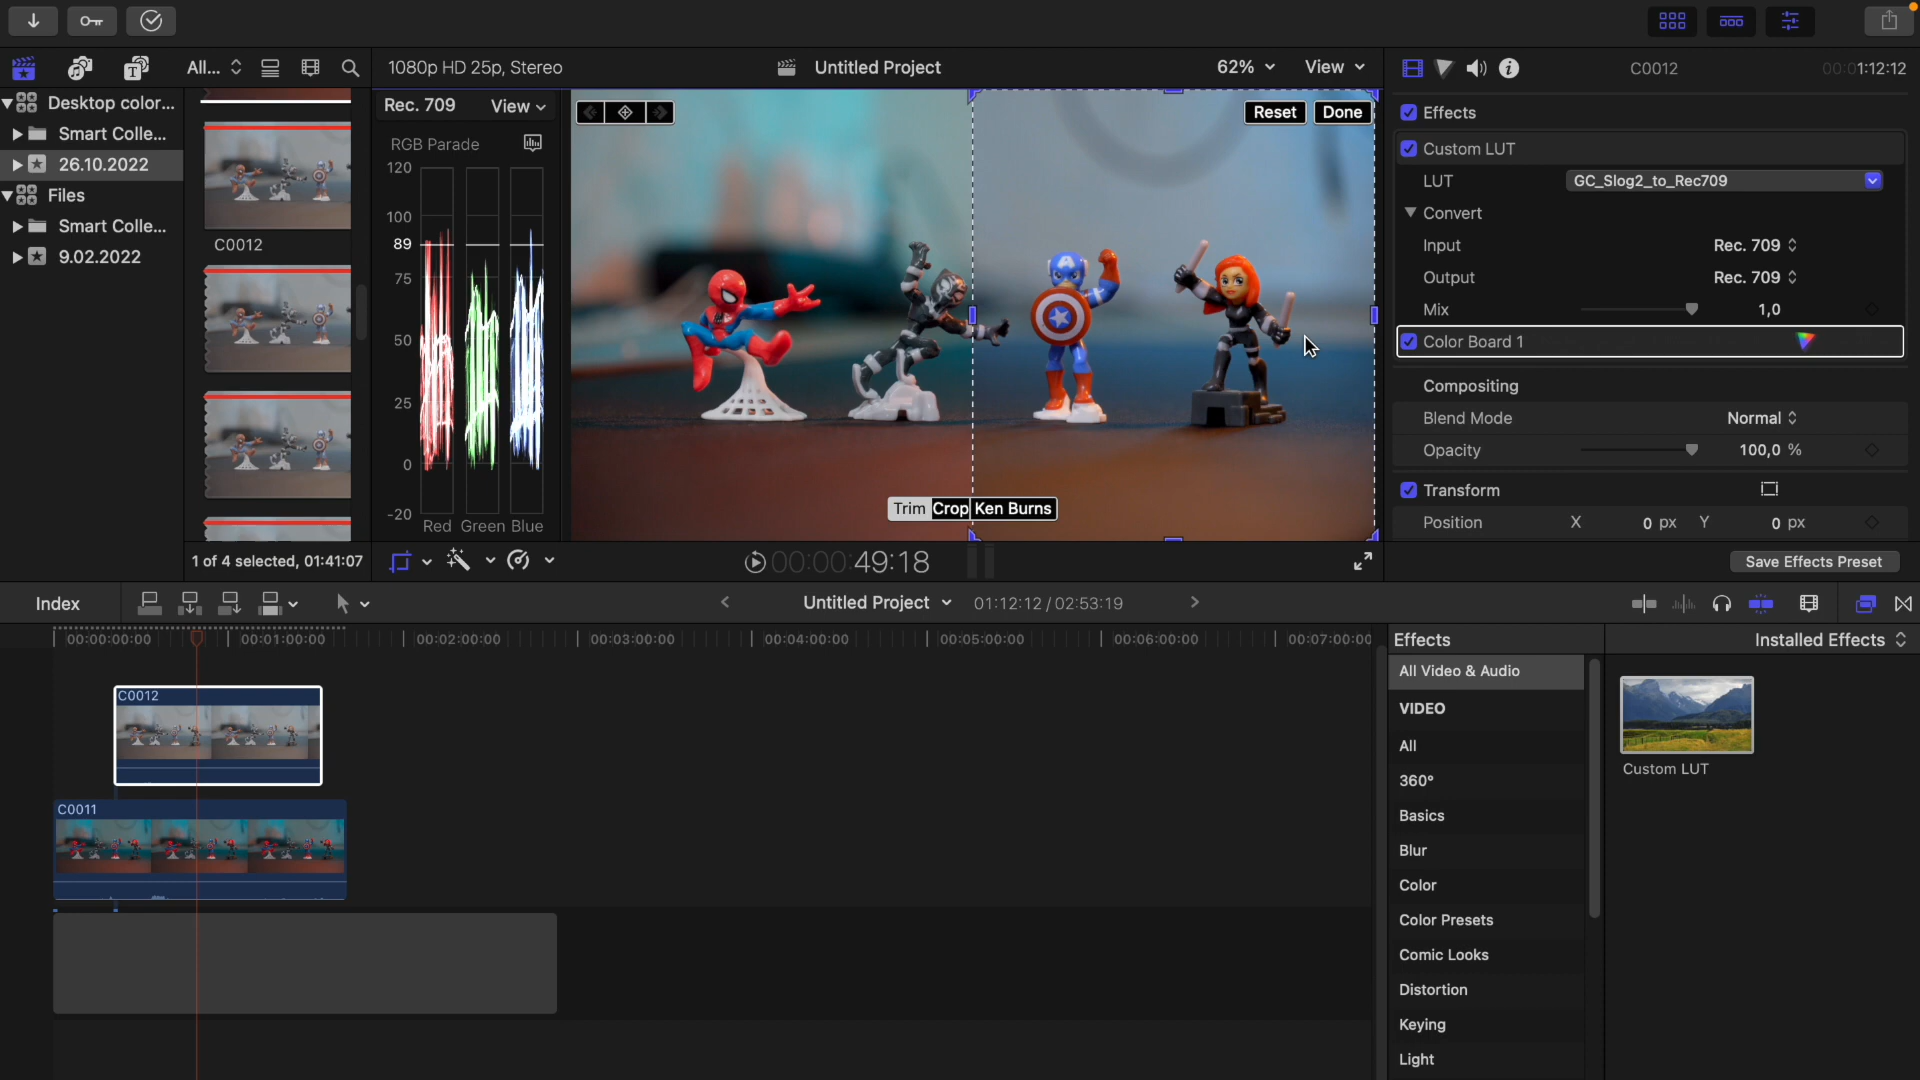 All...
1080p HD 25p, Stereo
Untitled Project
62%
View
C0012
00:01:12:12
Desktop color...
Smart Colle...
26.10.2022
Files
Smart Colle...
9.02.2022
C0012
1 of 4 selected, 01:41:07
Rec. 709
View
RGB Parade
120
100
89
75
50
25
0
-20
Red
Green
Blue
Reset
Done
Trim
Crop
Ken Burns
00:00:00:49:18
Effects
Custom LUT
LUT
GC_Slog2_to_Rec709
Convert
Input
Rec. 709
Output
Rec. 709
Mix
1,0
Color Board 1
Compositing
Blend Mode
Normal
Opacity
100,0 %
Transform
Position
X
0 px
Y
0 px
Save Effects Preset
Index
Untitled Project
01:12:12 / 02:53:19
00:00:00:00
00:01:00:00
00:02:00:00
00:03:00:00
00:04:00:00
00:05:00:00
00:06:00:00
00:07:00:00
C0012
C0011
Effects
Installed Effects
All Video & Audio
VIDEO
All
360°
Basics
Blur
Color
Color Presets
Comic Looks
Distortion
Keying
Light
Custom LUT